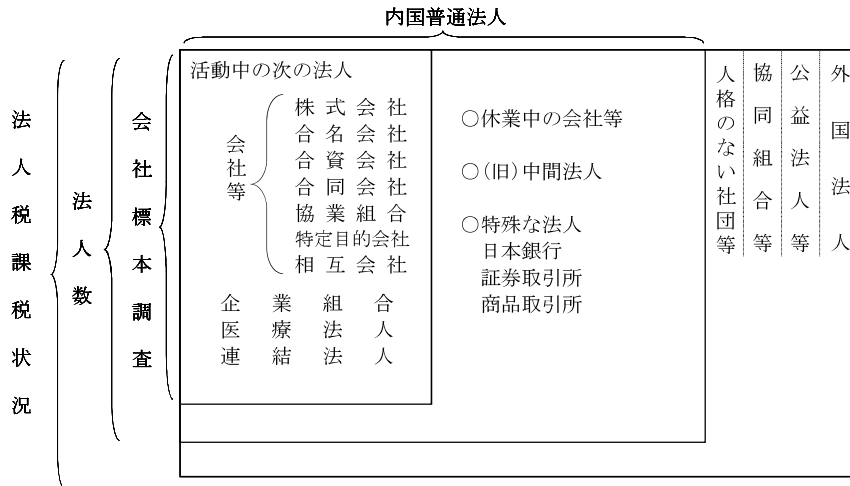 内国普通法人
法人税課税状況
法人数
会社標本調査
活動中の次の法人
会社等
株式会社
合名会社
合資会社
合同会社
協業組合
特定目的会社
相互会社
企業組合
医療法人
連結法人
○休業中の会社等
○(旧)中間法人
○特殊な法人
日本銀行
証券取引所
商品取引所
人格のない社団等
協同組合等
公益法人等
外国法人